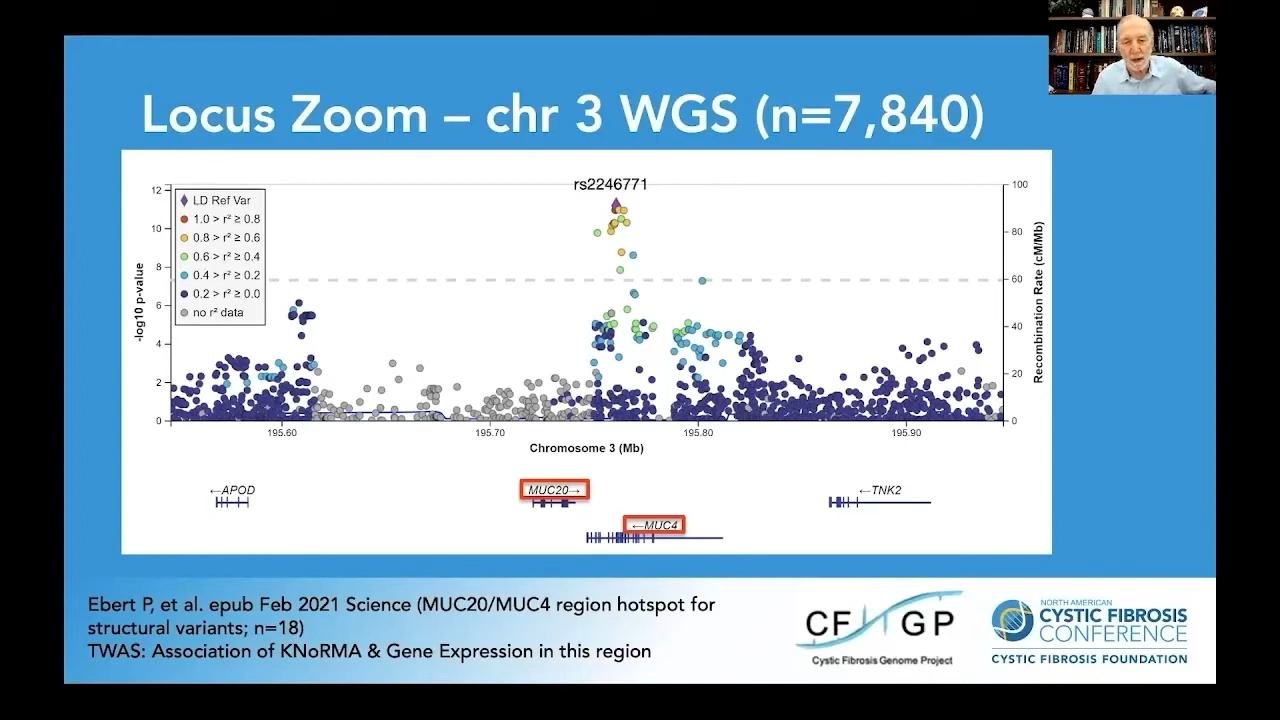 Locus Zoom – chr 3 WGS (n=7,840)
rs2246771
LD Ref Var
1.0 > r² ≥ 0.8
0.8 > r² ≥ 0.6
0.6 > r² ≥ 0.4
0.4 > r² ≥ 0.2
0.2 > r² ≥ 0.0
no r² data
12
10
8
6
4
2
0
-log10 p-value
100
80
60
40
20
0
Recombination Rate (cM/Mb)
195.60
195.70
195.80
195.90
Chromosome 3 (Mb)
←APOD
MUC20→
←TNK2
←MUC4
Ebert P, et al. epub Feb 2021 Science (MUC20/MUC4 region hotspot for
structural variants; n=18)
TWAS: Association of KNoRMA & Gene Expression in this region
CF GP
Cystic Fibrosis Genome Project
NORTH AMERICAN
CYSTIC FIBROSIS
CONFERENCE
CYSTIC FIBROSIS FOUNDATION